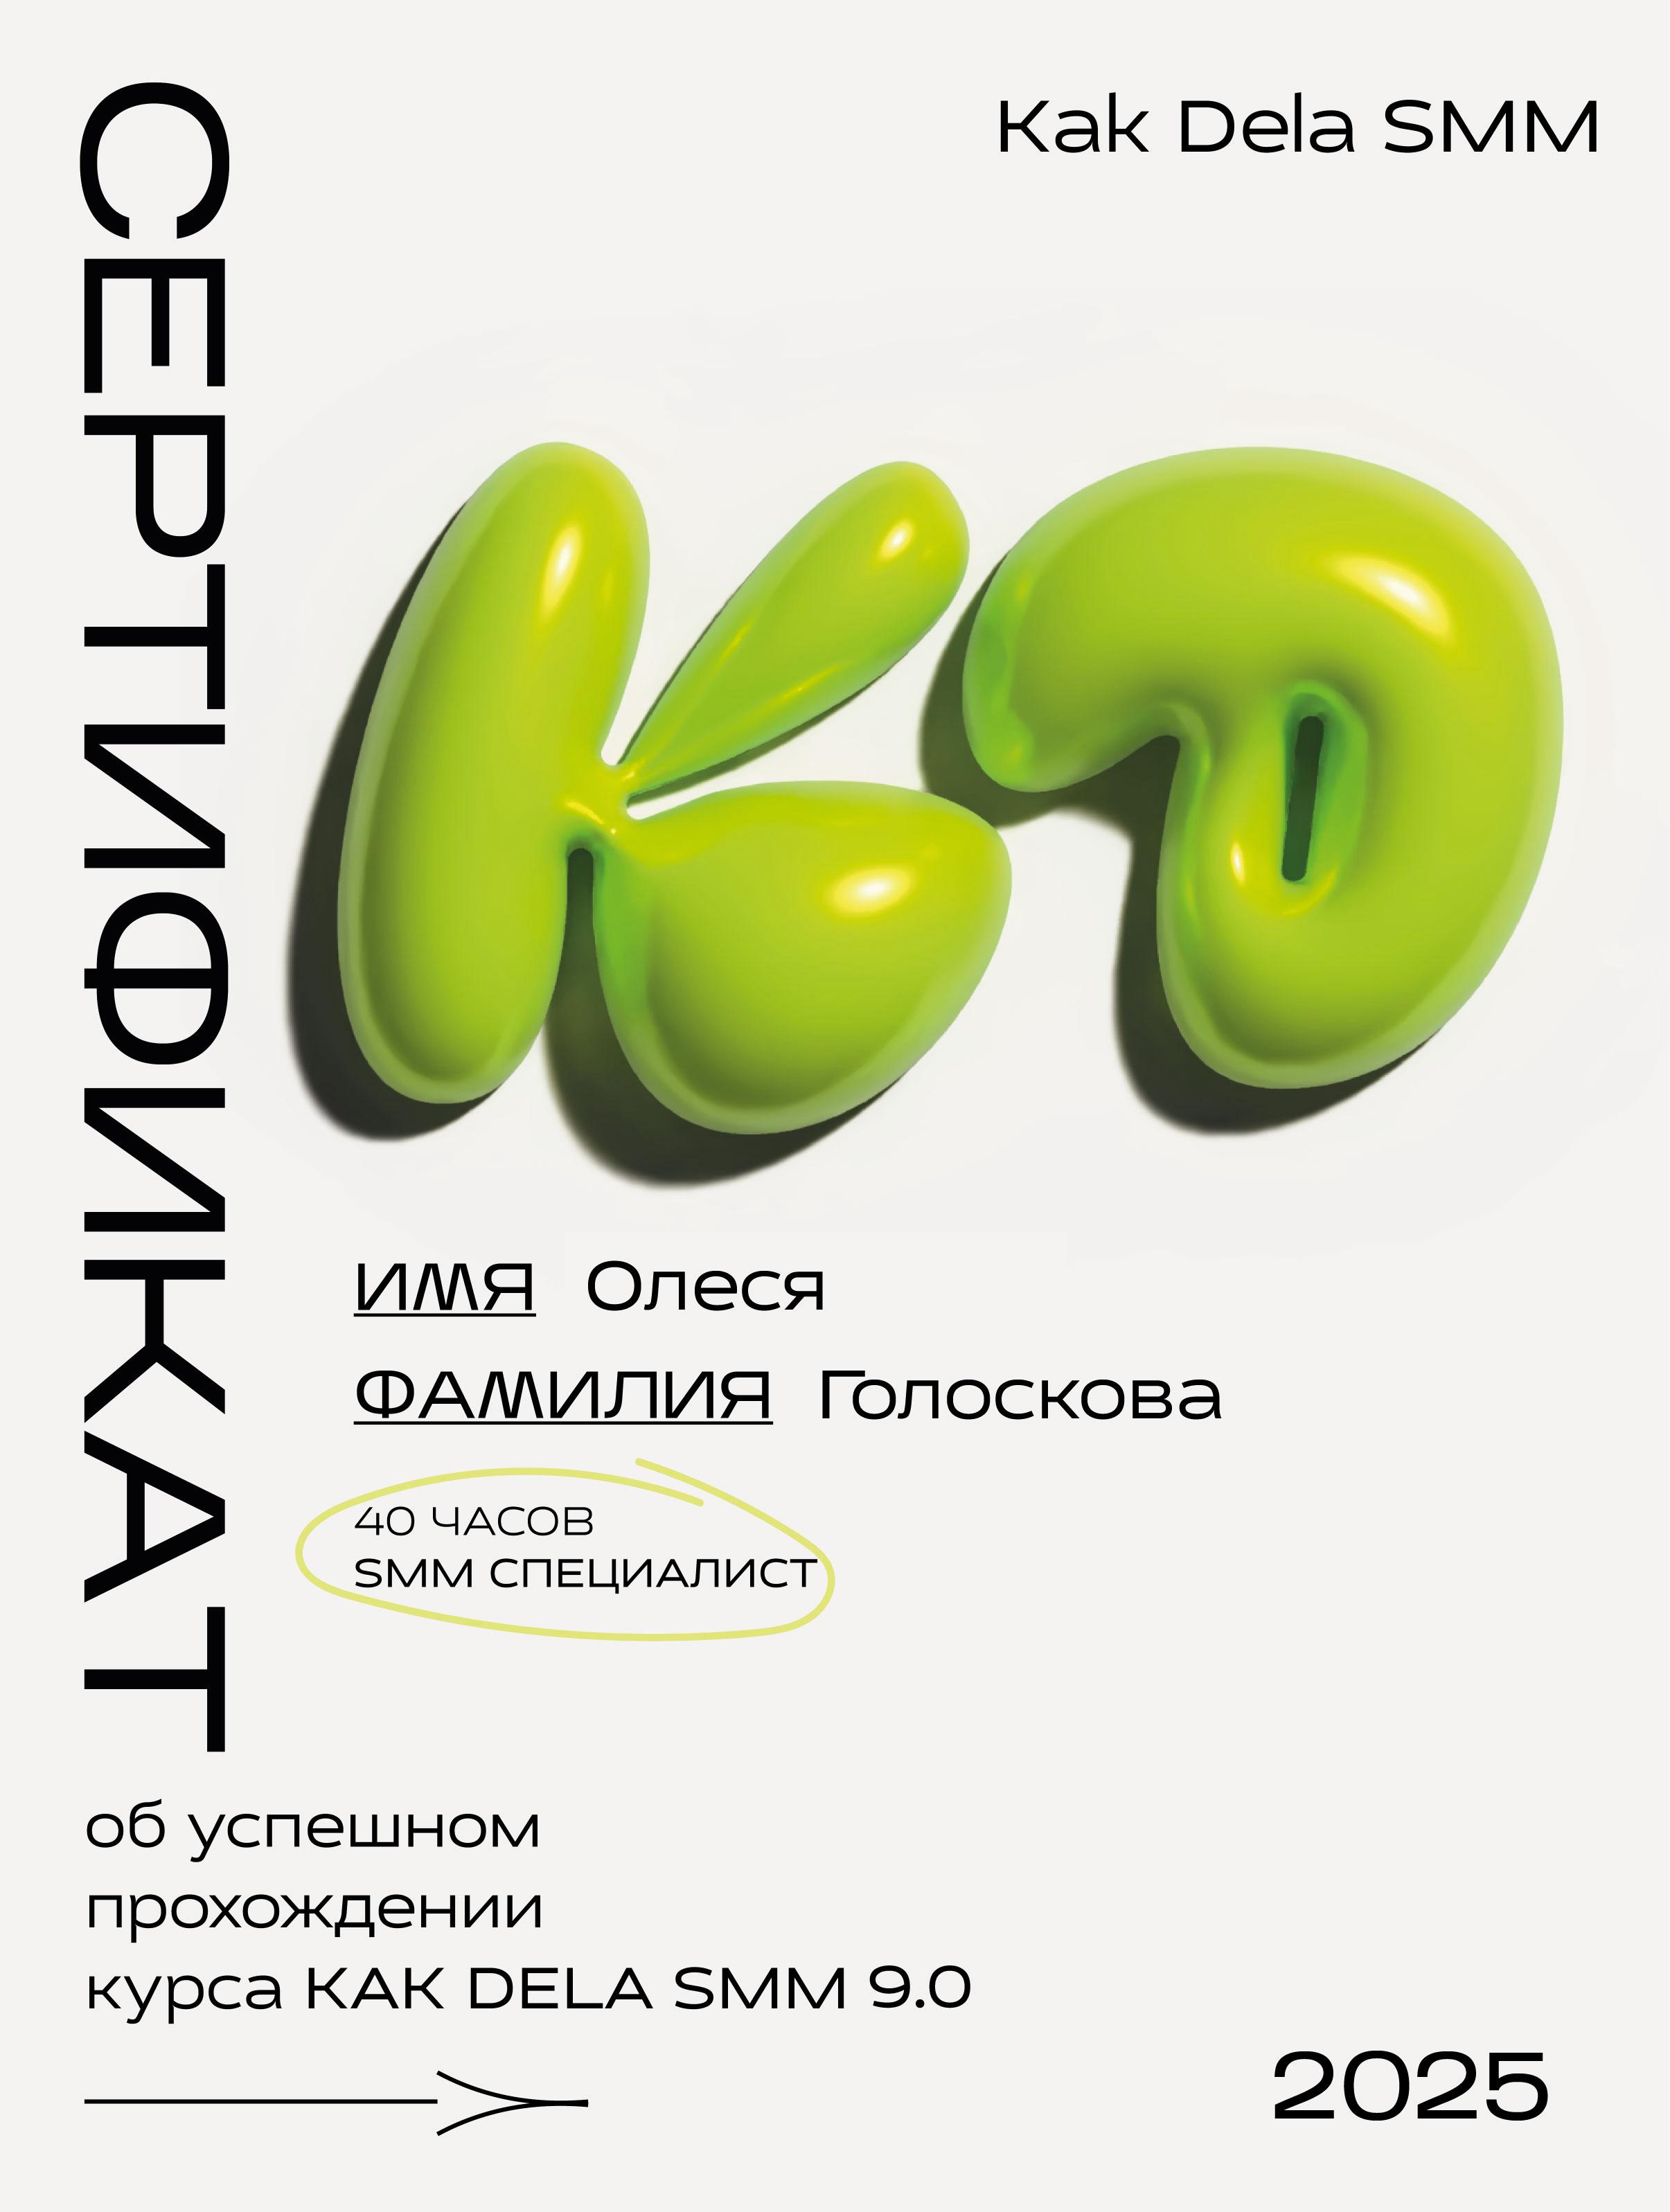 Kak Dela SMM
СЕРТИФИКАТ
KD
ИМЯ Олеся
ФАМИЛИЯ Голоскова
40 ЧАСОВ
SMM СПЕЦИАЛИСТ
об успешном
прохождении
курса KAK DELA SMM 9.0
2025